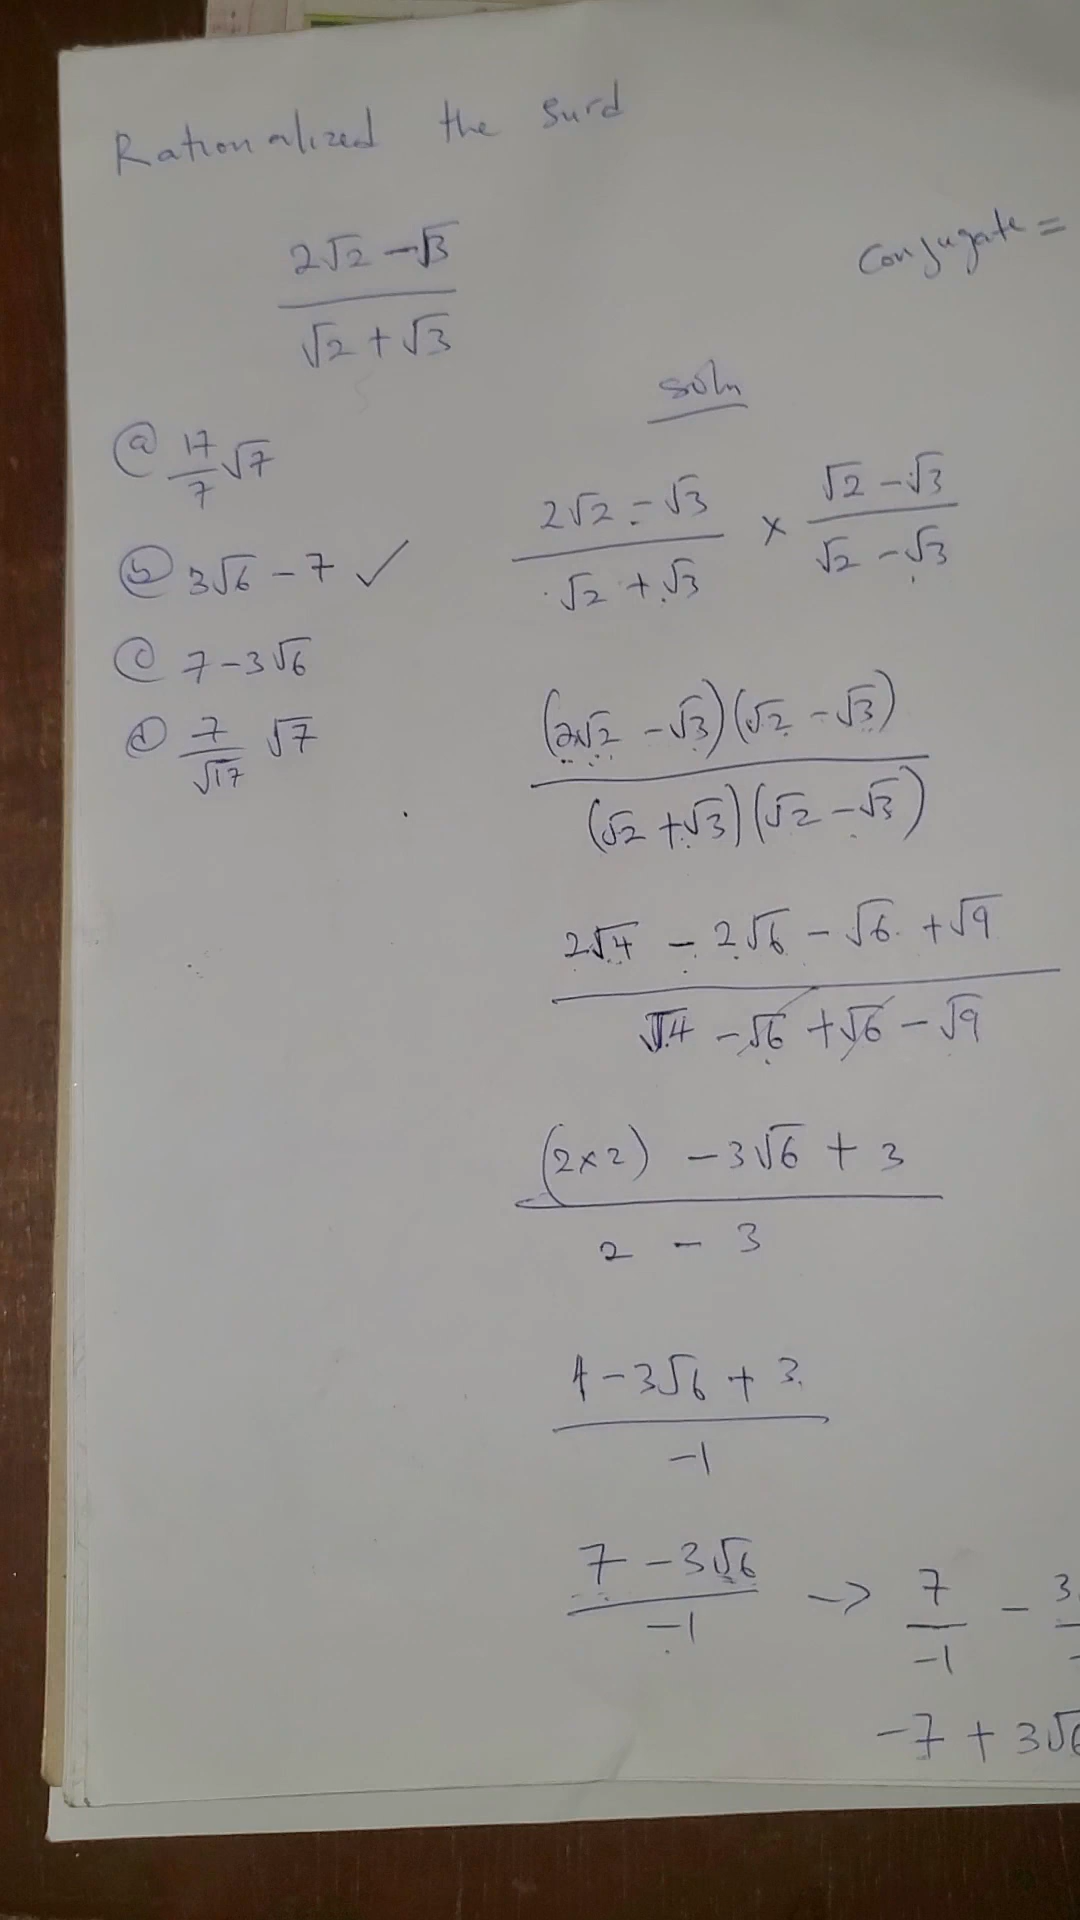 Rationalized the surd
2√2 - √3
√2 + √3
Conjugate =
soln
ⓐ 17/7 √7
ⓑ 3√6 - 7 ✓
ⓒ 7 - 3√6
ⓓ 7/√17 √7
2√2 - √3 / √2 + √3 × √2 - √3 / √2 - √3
(2√2 - √3)(√2 - √3)
(√2 + √3)(√2 - √3)
2√4 - 2√6 - √6 + √9
√4 - √6 + √6 - √9
(2×2) - 3√6 + 3
2 - 3
4 - 3√6 + 3
-1
7 - 3√6 / -1 → 7/-1 - 3
-7 + 3√6